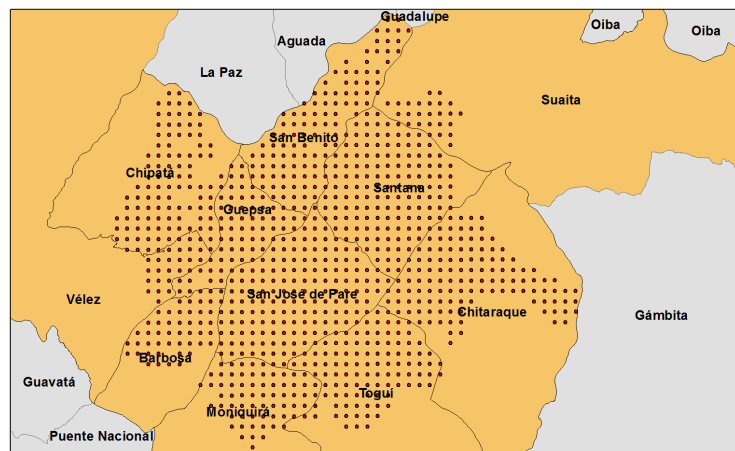 Guadalupe
Oiba
Oiba
Aguada
La Paz
Suaita
San Benito
Chipatá
Santana
Guepsa
Vélez
San José de Pare
Chitaraque
Gámbita
Barbosa
Guavatá
Togüí
Moniquirá
Puente Nacional